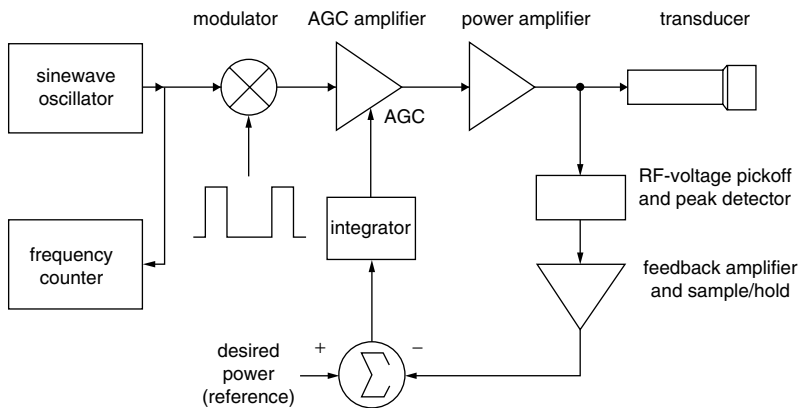 modulator
AGC amplifier
power amplifier
transducer
sinewave
oscillator
AGC
RF-voltage pickoff
and peak detector
integrator
frequency
counter
feedback amplifier
and sample/hold
desired
power
(reference)
+
Σ
−